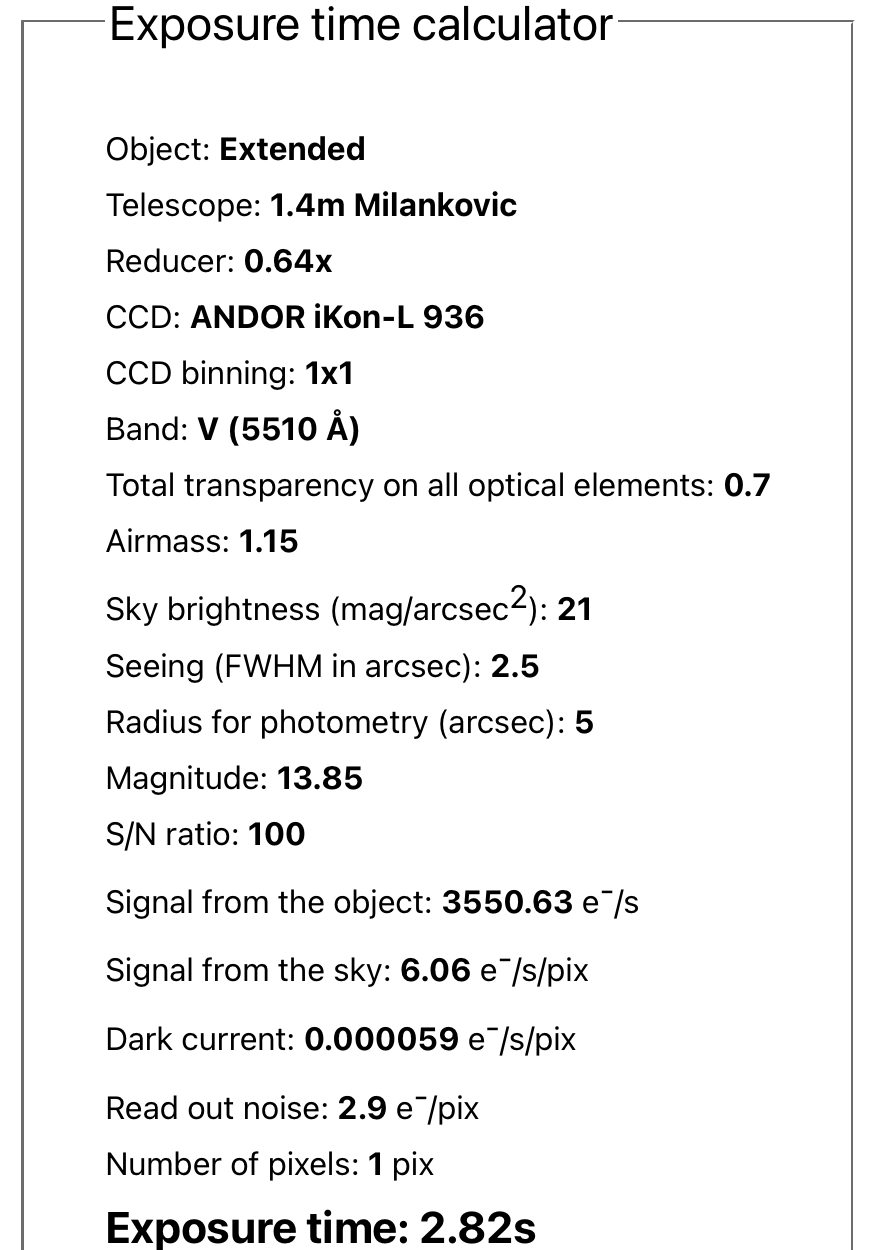 Exposure time calculator
Object: Extended
Telescope: 1.4m Milankovic
Reducer: 0.64x
CCD: ANDOR iKon-L 936
CCD binning: 1x1
Band: V (5510 Å)
Total transparency on all optical elements: 0.7
Airmass: 1.15
Sky brightness (mag/arcsec²): 21
Seeing (FWHM in arcsec): 2.5
Radius for photometry (arcsec): 5
Magnitude: 13.85
S/N ratio: 100
Signal from the object: 3550.63 e⁻/s
Signal from the sky: 6.06 e⁻/s/pix
Dark current: 0.000059 e⁻/s/pix
Read out noise: 2.9 e⁻/pix
Number of pixels: 1 pix
Exposure time: 2.82s